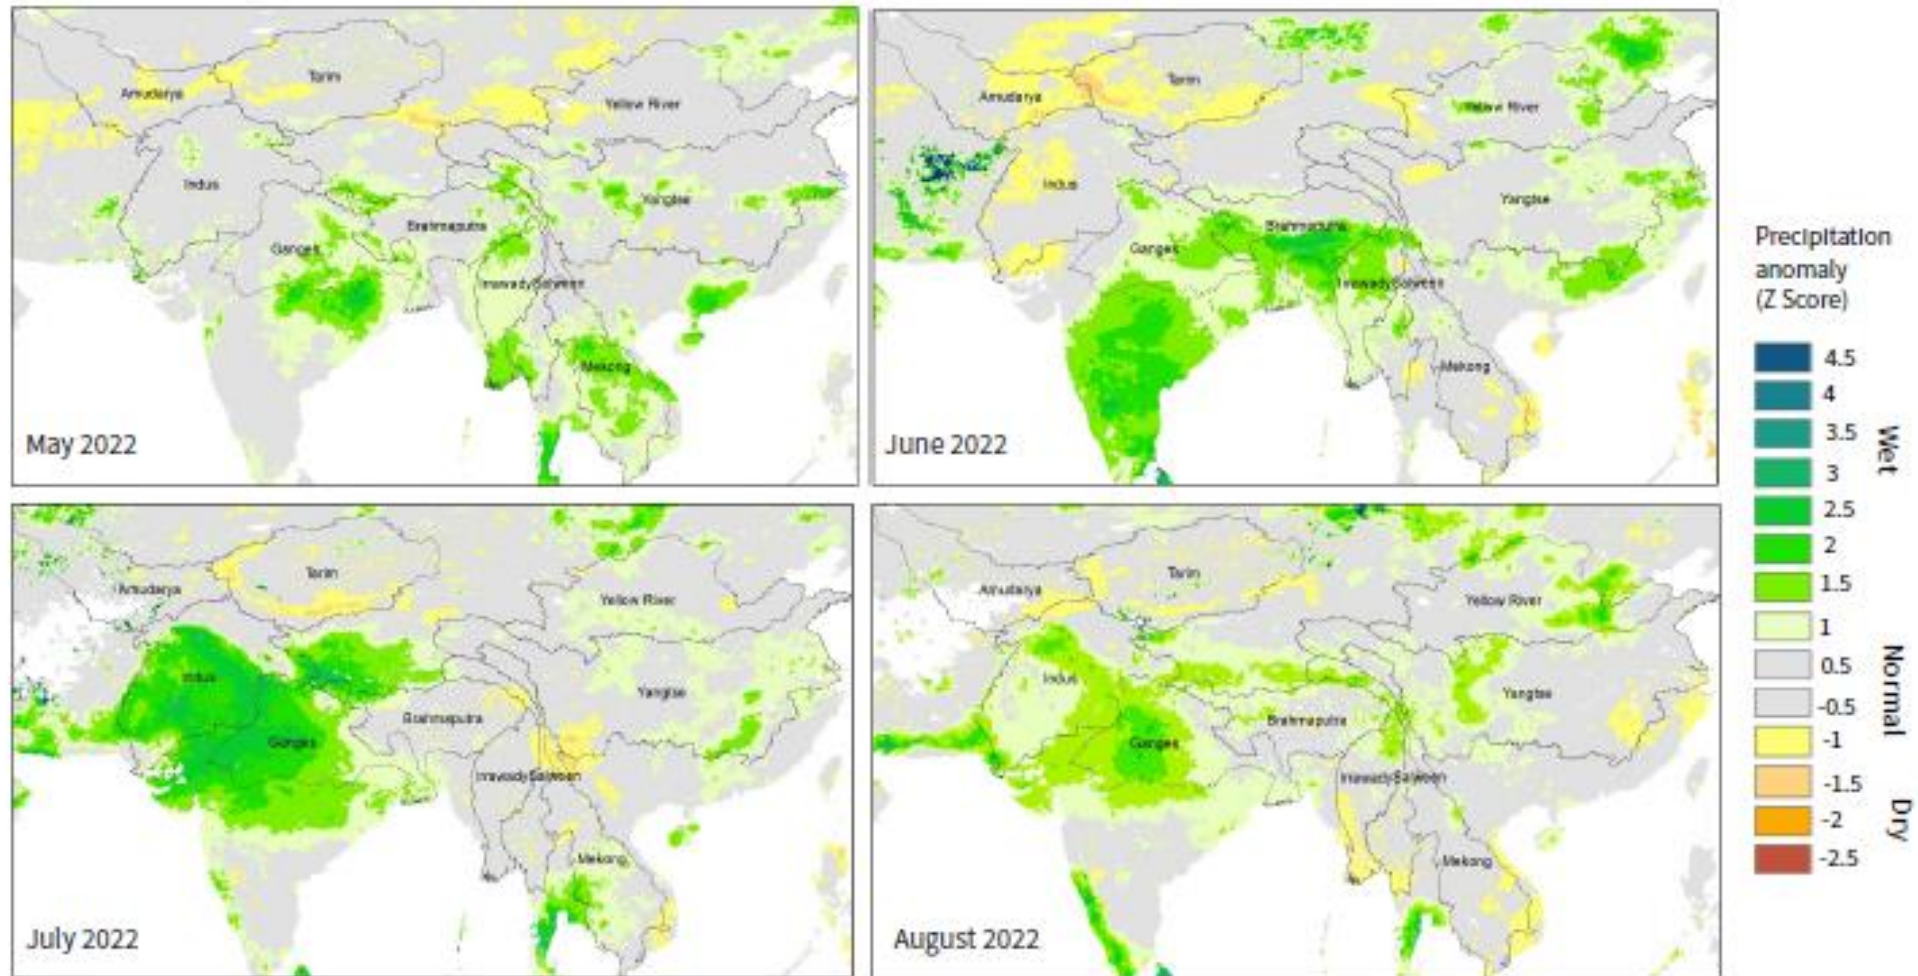 Tarim
Amudarya
Yellow River
Indus
Yangtse
Brahmaputra
Ganges
Irrawady Salween
Mekong
May 2022
Tarim
Amudarya
Yellow River
Indus
Yangtse
Brahmaputra
Ganges
Irrawady Salween
Mekong
June 2022
Tarim
Amudarya
Yellow River
Indus
Yangtse
Brahmaputra
Ganges
Irrawady Salween
Mekong
July 2022
Tarim
Amudarya
Yellow River
Indus
Yangtse
Brahmaputra
Ganges
Irrawady Salween
Mekong
August 2022
Precipitation
anomaly
(Z Score)
4.5
4
3.5
3
2.5
2
1.5
1
0.5
-0.5
-1
-1.5
-2
-2.5
Wet
Normal
Dry